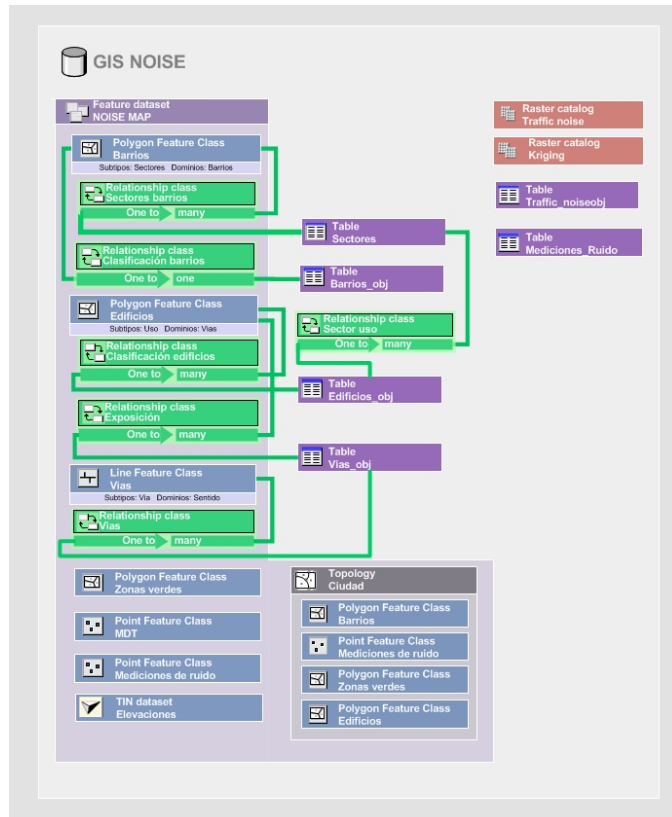 GIS NOISE
Feature dataset
NOISE MAP
Polygon Feature Class
Barrios
Subtipos: Sectores Dominios: Barrios
Relationship class
Sectores barrios
One to many
Relationship class
Clasificación barrios
One to one
Polygon Feature Class
Edificios
Subtipos: Uso Dominios: Vias
Relationship class
Clasificación edificios
One to many
Relationship class
Exposición
One to many
Line Feature Class
Vias
Subtipos: Via Dominios: Sentido
Relationship class
Vias
One to many
Polygon Feature Class
Zonas verdes
Point Feature Class
MDT
Point Feature Class
Mediciones de ruido
TIN dataset
Elevaciones
Table
Sectores
Table
Barrios_obj
Relationship class
Sector uso
One to many
Table
Edificios_obj
Table
Vias_obj
Topology
Ciudad
Polygon Feature Class
Barrios
Point Feature Class
Mediciones de ruido
Polygon Feature Class
Zonas verdes
Polygon Feature Class
Edificios
Raster catalog
Traffic noise
Raster catalog
Kriging
Table
Traffic_noiseobj
Table
Mediciones_Ruido